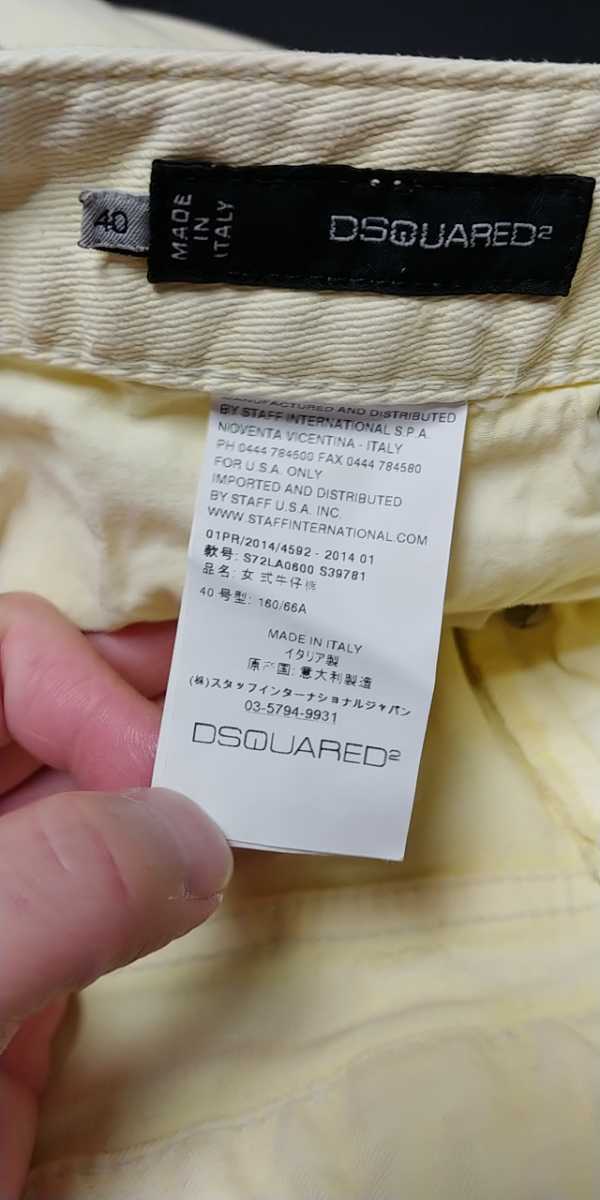 40
MADE
IN
ITALY
DSQUARED2
MANUFACTURED AND DISTRIBUTED
BY STAFF INTERNATIONAL S.P.A.
NOVENTA VICENTINA - ITALY
PH 0444 784500 FAX 0444 784580
FOR U.S.A. ONLY
IMPORTED AND DISTRIBUTED
BY STAFF U.S.A. INC.
WWW.STAFFINTERNATIONAL.COM
01PR/2014/4592 - 2014 01
款号: S72LA0600 S39781
品名: 女 式牛仔裤
40 号型: 160/66A
MADE IN ITALY
イタリア製
原产国: 意大利製造
(株)スタッフインターナショナルジャパン
03-5794-9931
DSQUARED2